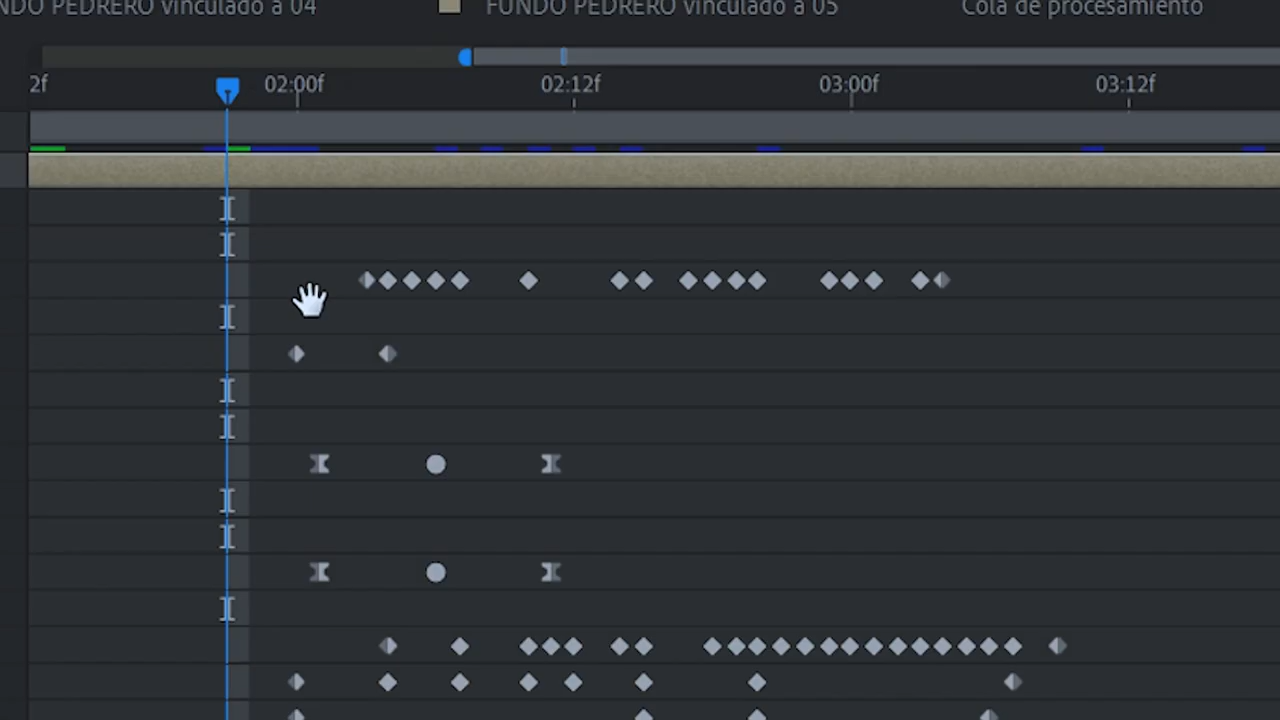 NDO PEDRERO vinculado a 04 FUNDO PEDRERO vinculado a 05 Cola de procesamiento
2f 02:00f 02:12f 03:00f 03:12f